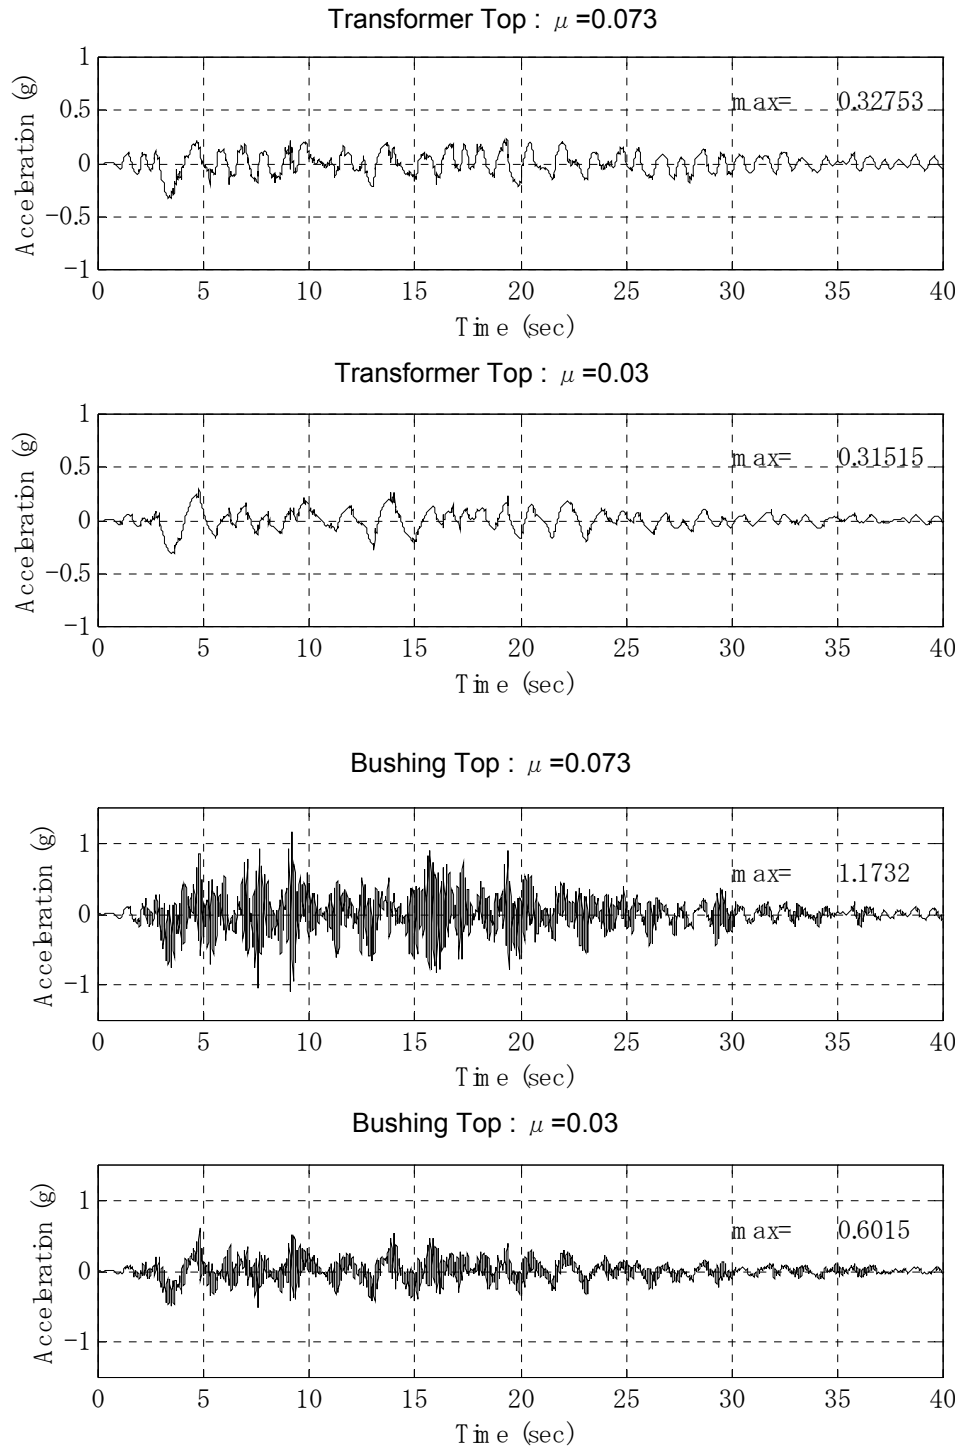 Transformer Top : μ =0.073
1
0.5
0
−0.5
−1
Acceleration (g)
max= 0.32753
0 5 10 15 20 25 30 35 40
Time (sec)
Transformer Top : μ =0.03
1
0.5
0
−0.5
−1
Acceleration (g)
max= 0.31515
0 5 10 15 20 25 30 35 40
Time (sec)
Bushing Top : μ =0.073
1
0
−1
Acceleration (g)
max= 1.1732
0 5 10 15 20 25 30 35 40
Time (sec)
Bushing Top : μ =0.03
1
0
−1
Acceleration (g)
max= 0.6015
0 5 10 15 20 25 30 35 40
Time (sec)